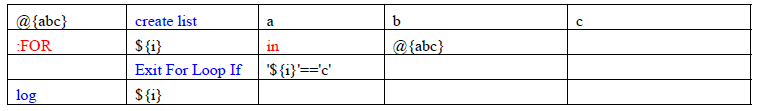 @{abc} create list a b c
:FOR ${i} in @{abc}
Exit For Loop If '${i}'=='c'
log ${i}